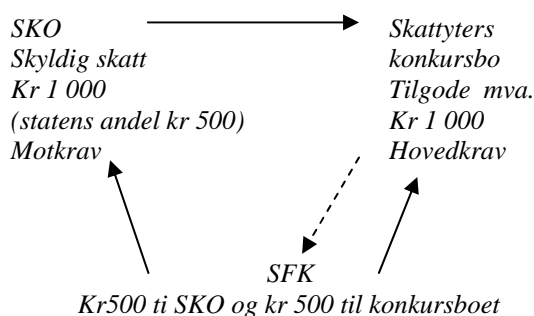 SKO
Skyldig skatt
Kr 1 000
(statens andel kr 500)
Motkrav
Skattyters
konkursbo
Tilgode mva.
Kr 1 000
Hovedkrav
SFK
Kr500 ti SKO og kr 500 til konkursboet